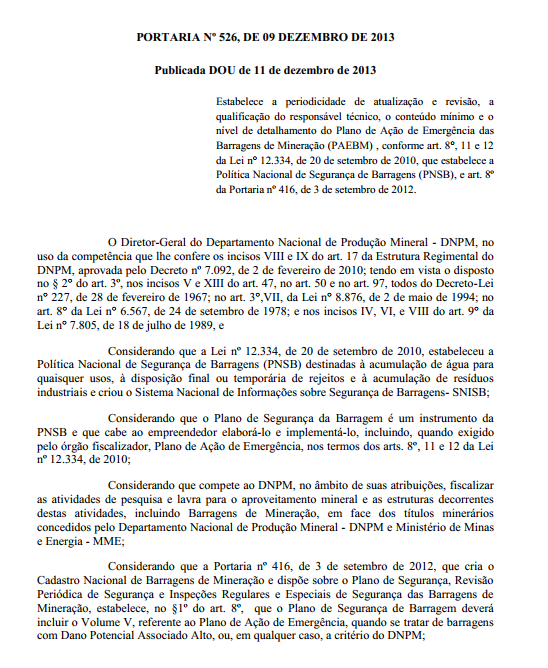 PORTARIA Nº 526, DE 09 DEZEMBRO DE 2013
Publicada DOU de 11 de dezembro de 2013
Estabelece a periodicidade de atualização e revisão, a
qualificação do responsável técnico, o conteúdo mínimo e o
nível de detalhamento do Plano de Ação de Emergência das
Barragens de Mineração (PAEBM) , conforme art. 8º, 11 e 12
da Lei nº 12.334, de 20 de setembro de 2010, que estabelece a
Política Nacional de Segurança de Barragens (PNSB), e art. 8º
da Portaria nº 416, de 3 de setembro de 2012.
O Diretor-Geral do Departamento Nacional de Produção Mineral - DNPM, no
uso da competência que lhe confere os incisos VIII e IX do art. 17 da Estrutura Regimental do
DNPM, aprovada pelo Decreto nº 7.092, de 2 de fevereiro de 2010; tendo em vista o disposto
no § 2º do art. 3º, nos incisos V e XIII do art. 47, no art. 50 e no art. 97, todos do Decreto-Lei
nº 227, de 28 de fevereiro de 1967; no art. 3º,VII, da Lei nº 8.876, de 2 de maio de 1994; no
art. 8º da Lei nº 6.567, de 24 de setembro de 1978; e nos incisos IV, VI, e VIII do art. 9º da
Lei nº 7.805, de 18 de julho de 1989, e
Considerando que a Lei nº 12.334, de 20 de setembro de 2010, estabeleceu a
Política Nacional de Segurança de Barragens (PNSB) destinadas à acumulação de água para
quaisquer usos, à disposição final ou temporária de rejeitos e à acumulação de resíduos
industriais e criou o Sistema Nacional de Informações sobre Segurança de Barragens- SNISB;
Considerando que o Plano de Segurança da Barragem é um instrumento da
PNSB e que cabe ao empreendedor elaborá-lo e implementá-lo, incluindo, quando exigido
pelo órgão fiscalizador, Plano de Ação de Emergência, nos termos dos arts. 8º, 11 e 12 da Lei
nº 12.334, de 2010;
Considerando que compete ao DNPM, no âmbito de suas atribuições, fiscalizar
as atividades de pesquisa e lavra para o aproveitamento mineral e as estruturas decorrentes
destas atividades, incluindo Barragens de Mineração, em face dos títulos minerários
concedidos pelo Departamento Nacional de Produção Mineral - DNPM e Ministério de Minas
e Energia - MME;
Considerando que a Portaria nº 416, de 3 de setembro de 2012, que cria o
Cadastro Nacional de Barragens de Mineração e dispõe sobre o Plano de Segurança, Revisão
Periódica de Segurança e Inspeções Regulares e Especiais de Segurança das Barragens de
Mineração, estabelece, no §1º do art. 8º, que o Plano de Segurança de Barragem deverá
incluir o Volume V, referente ao Plano de Ação de Emergência, quando se tratar de barragens
com Dano Potencial Associado Alto, ou, em qualquer caso, a critério do DNPM;